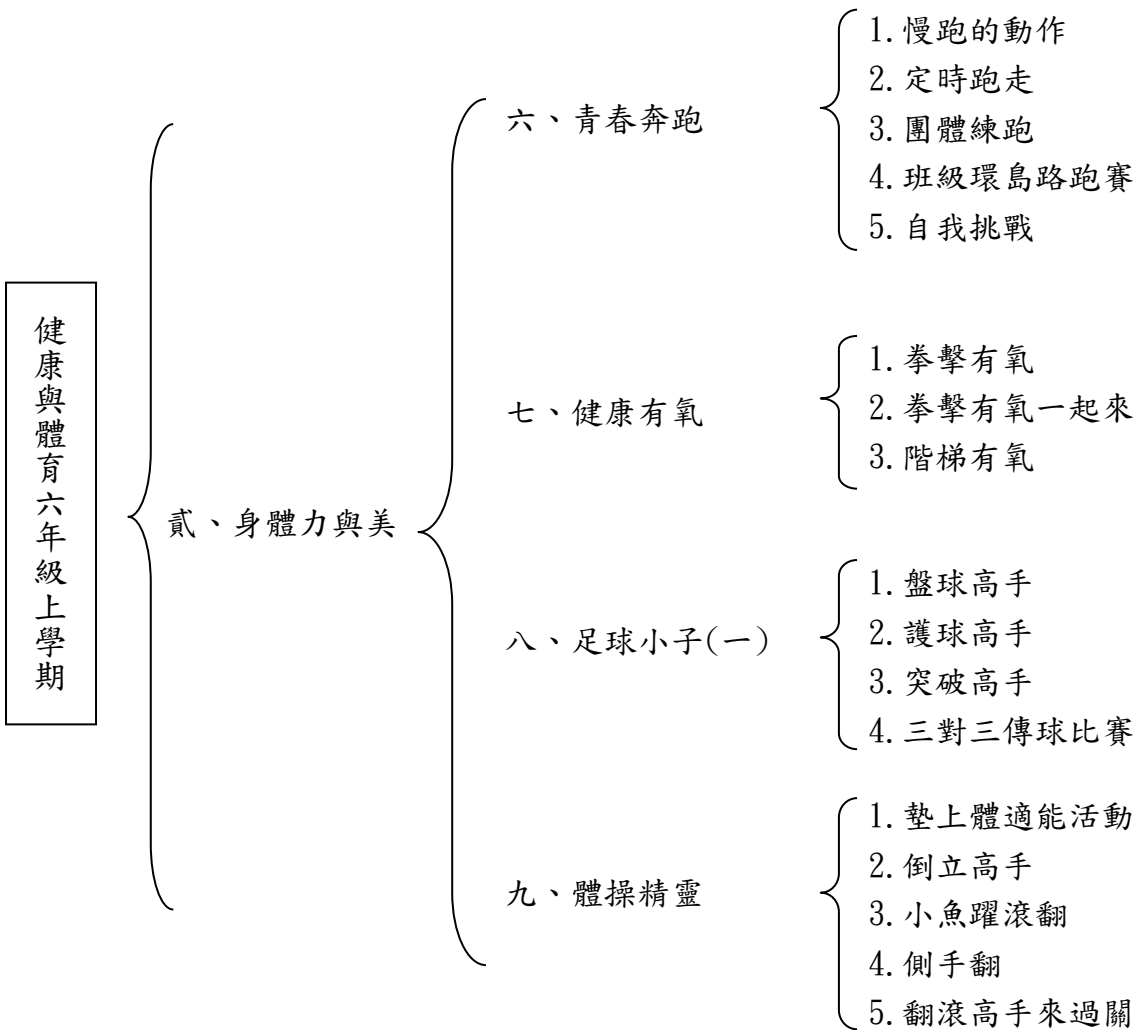 健康與體育六年級上學期
貳、身體力與美
六、青春奔跑
1.慢跑的動作
2.定時跑走
3.團體練跑
4.班級環島路跑賽
5.自我挑戰
七、健康有氧
1.拳擊有氧
2.拳擊有氧一起來
3.階梯有氧
八、足球小子(一)
1.盤球高手
2.護球高手
3.突破高手
4.三對三傳球比賽
九、體操精靈
1.墊上體適能活動
2.倒立高手
3.小魚躍滾翻
4.側手翻
5.翻滾高手來過關